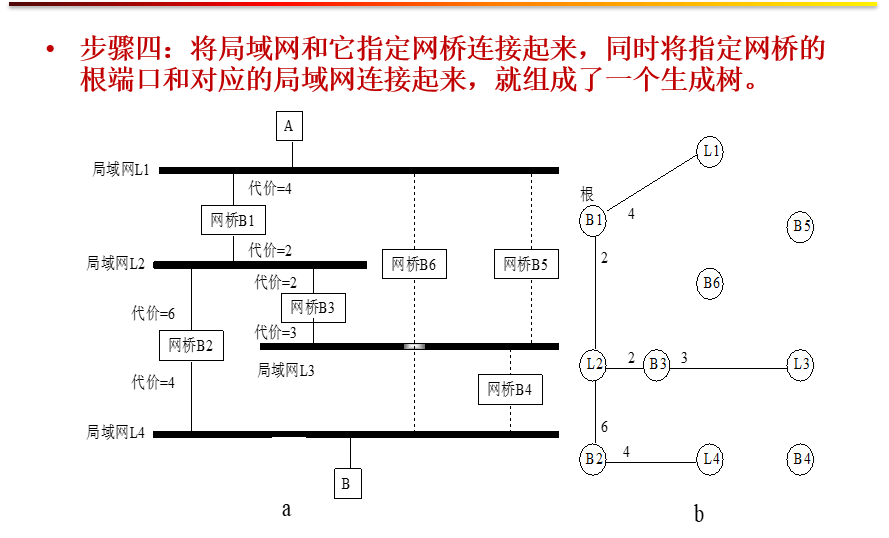 • 步骤四：将局域网和它指定网桥连接起来，同时将指定网桥的
根端口和对应的局域网连接起来，就组成了一个生成树。
A
局域网L1
代价=4
网桥B1
代价=2
局域网L2
代价=2
网桥B6
网桥B5
网桥B3
代价=6
代价=3
网桥B2
局域网L3
代价=4
网桥B4
局域网L4
B
a
L1
根
B1
4
B5
2
B6
L2
2
B3
3
L3
6
B2
4
L4
B4
b